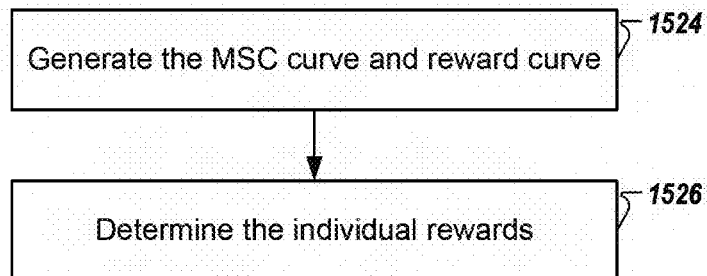 1524
Generate the MSC curve and reward curve
1526
Determine the individual rewards